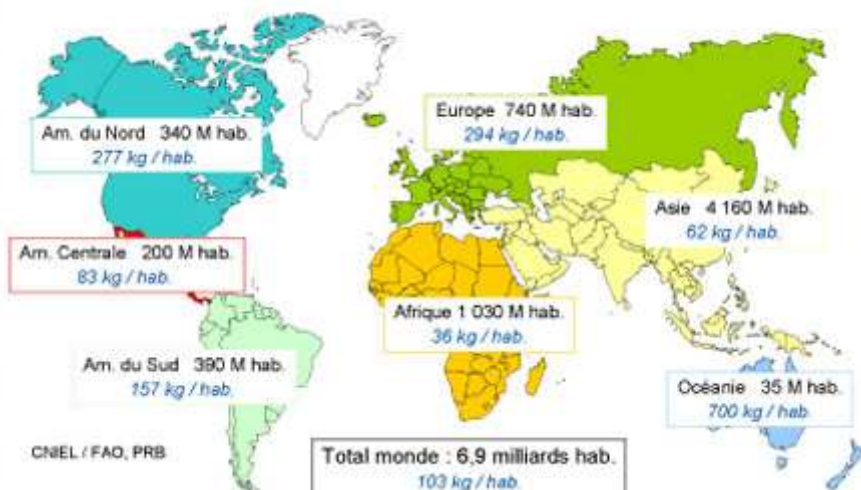 Am. du Nord 340 M hab.
277 kg / hab.
Europe 740 M hab.
294 kg / hab.
Asie 4 160 M hab.
62 kg / hab.
Am. Centrale 200 M hab.
83 kg / hab.
Afrique 1 030 M hab.
36 kg / hab.
Am. du Sud 390 M hab.
157 kg / hab.
Océanie 35 M hab.
700 kg / hab.
CNIEL / FAO, PRB
Total monde : 6,9 milliards hab.
103 kg / hab.